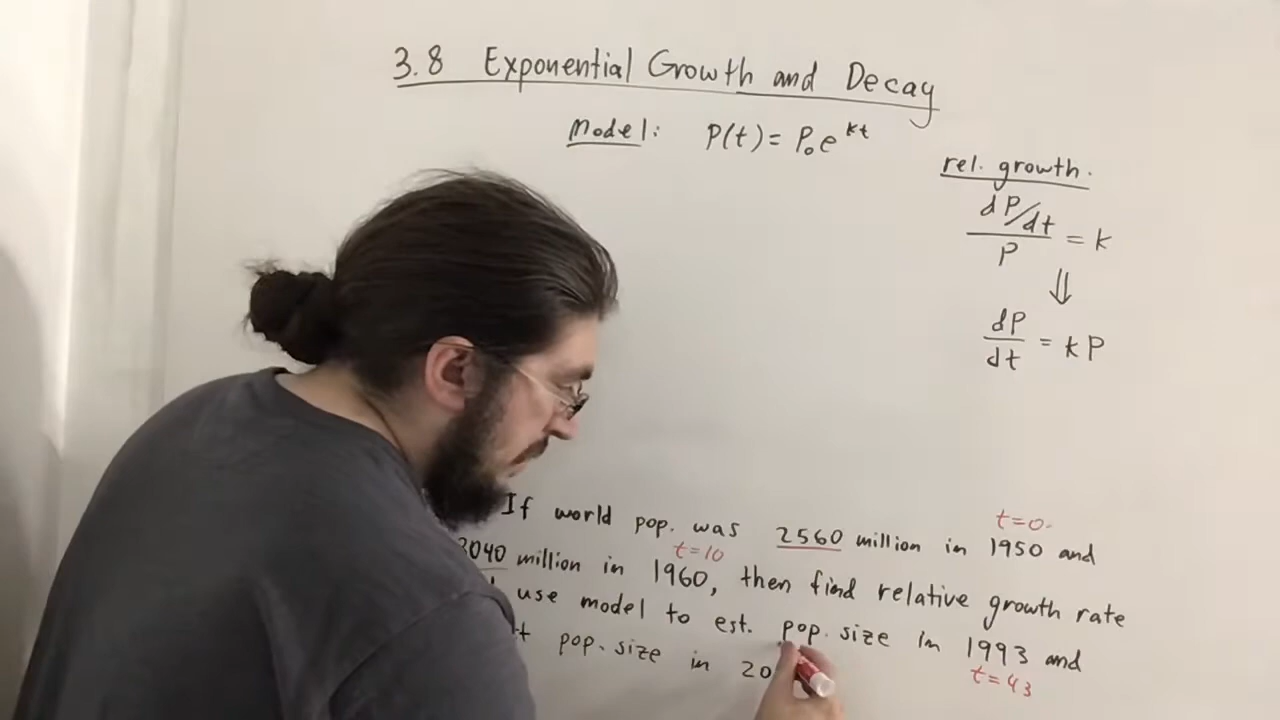 3.8 Exponential Growth and Decay
Model: P(t) = P₀e^kt
rel. growth.
dP/dt
P
= k
⇓
dP
dt
= kP
If world pop. was 2560 million in 1950 and
t=0
3040 million in 1960, then find relative growth rate
t=10
use model to est. pop. size in 1993 and
pop. size in 20
t=43